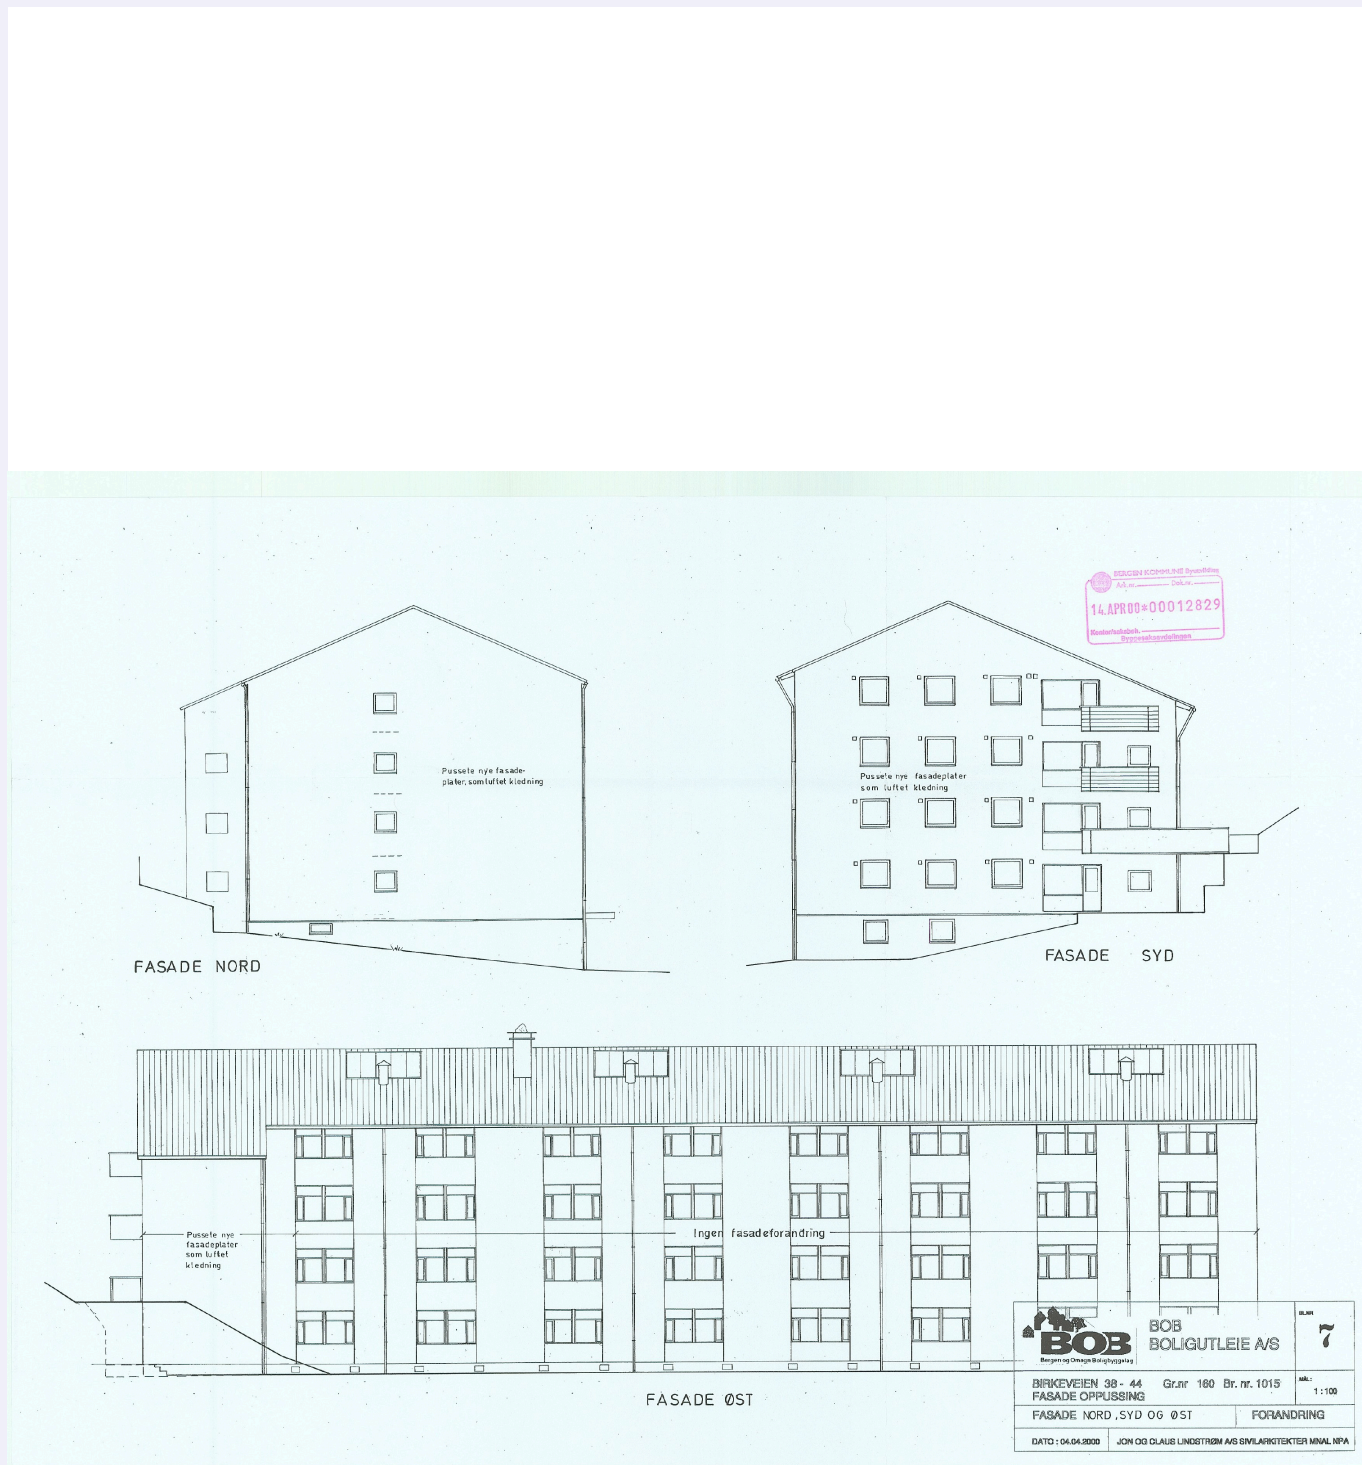 BERGEN KOMMUNE
14.APR00*00012829
Byggesaksavdelingen
Pussete nye fasade-
plater, som luftet kledning
Pussete nye fasadeplater
som luftet kledning
FASADE NORD
FASADE SYD
Pussete nye
fasadeplater
som luftet
kledning
Ingen fasadeforandring
FASADE ØST
BOB
Bergen og Omegn Boligbyggelag
BOB
BOLIGUTLEIE A/S
7
BIRKEVEIEN 38 - 44 Gr.nr 160 Br. nr. 1015
FASADE OPPUSSING
MÅL:
1:100
FASADE NORD, SYD OG ØST
FORANDRING
DATO : 04.04.2000
JON OG CLAUS LINDSTRØM A/S SIVILARKITEKTER MNAL NPA